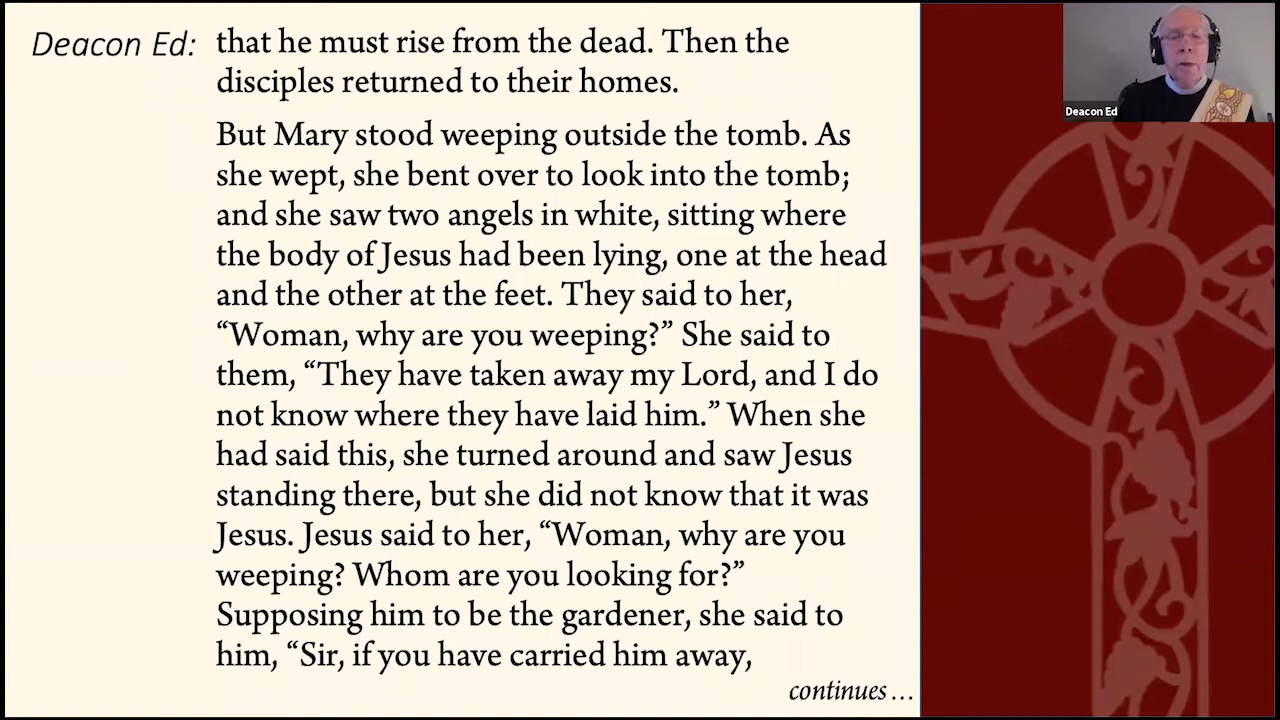 Deacon Ed: that he must rise from the dead. Then the
disciples returned to their homes.
But Mary stood weeping outside the tomb. As
she wept, she bent over to look into the tomb;
and she saw two angels in white, sitting where
the body of Jesus had been lying, one at the head
and the other at the feet. They said to her,
“Woman, why are you weeping?” She said to
them, “They have taken away my Lord, and I do
not know where they have laid him.” When she
had said this, she turned around and saw Jesus
standing there, but she did not know that it was
Jesus. Jesus said to her, “Woman, why are you
weeping? Whom are you looking for?”
Supposing him to be the gardener, she said to
him, “Sir, if you have carried him away,
continues…
Deacon Ed